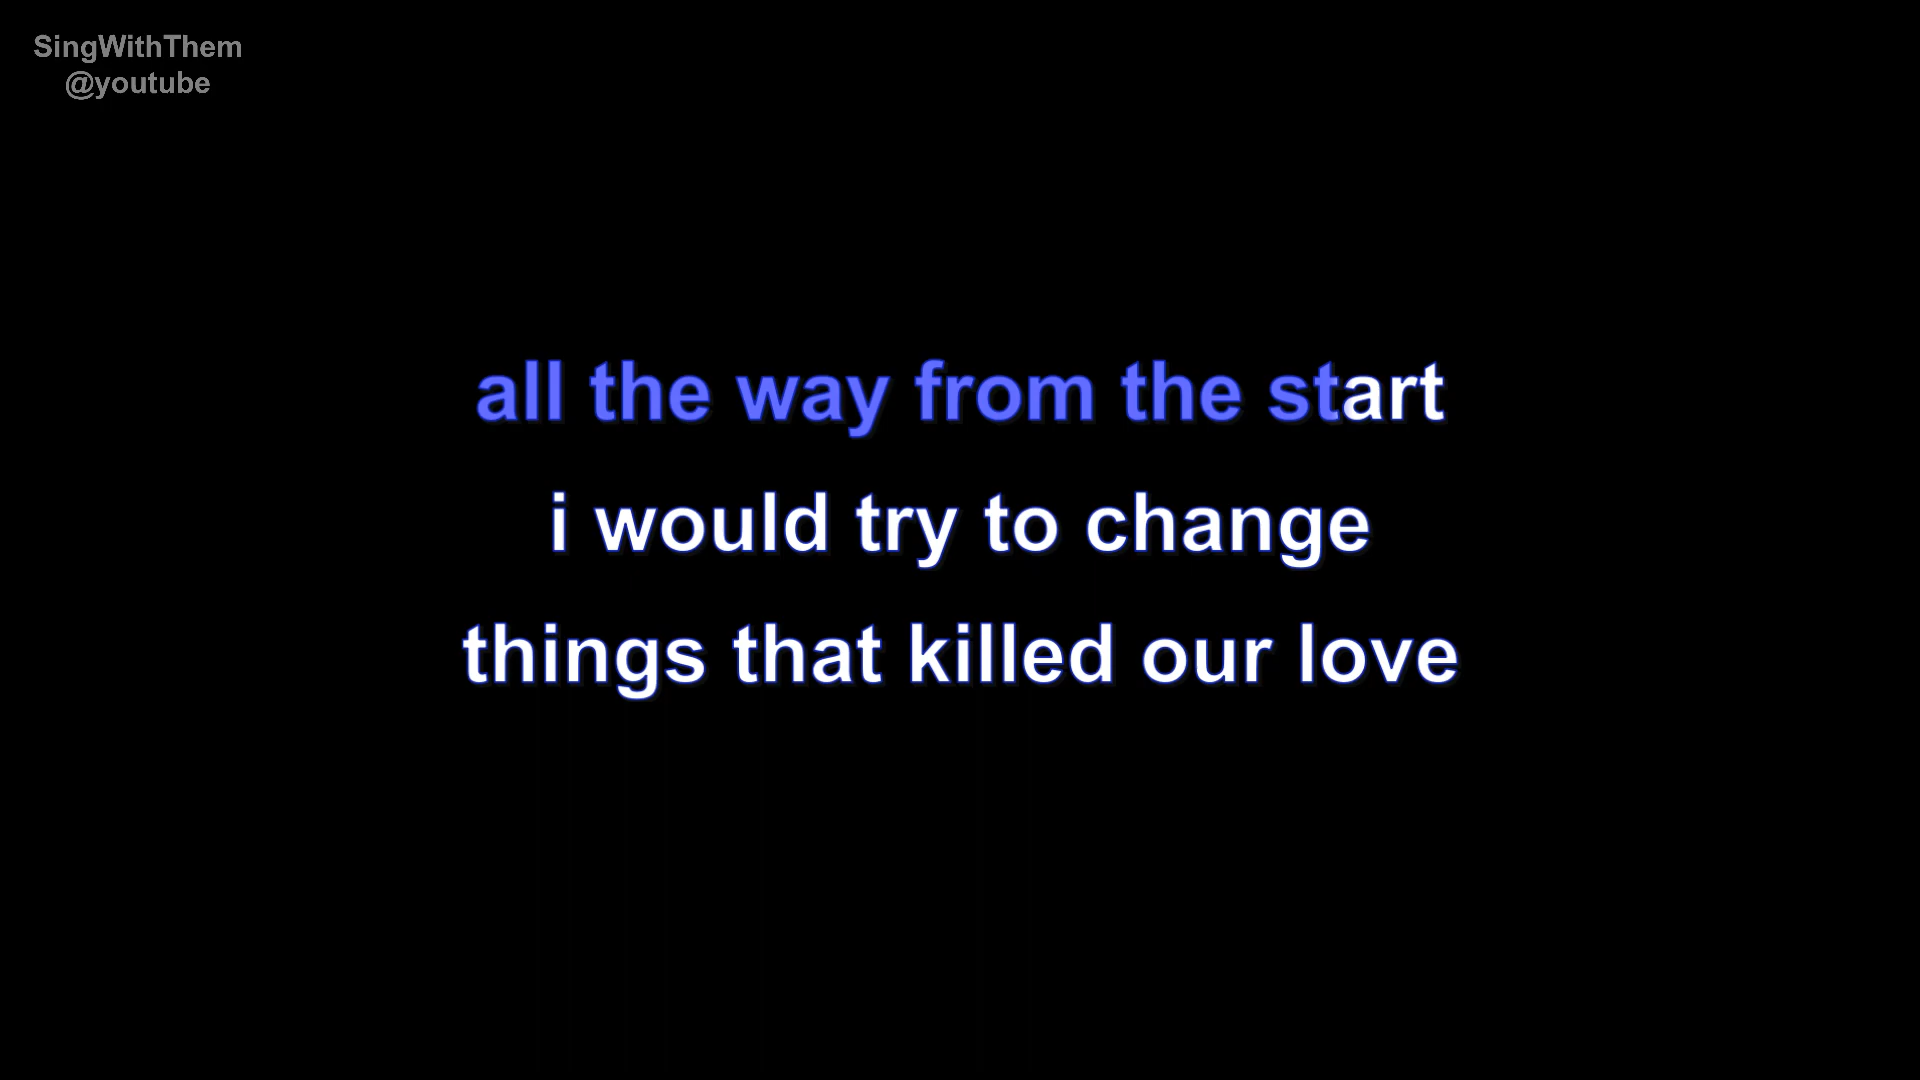 SingWithThem
@youtube
all the way from the start
i would try to change
things that killed our love